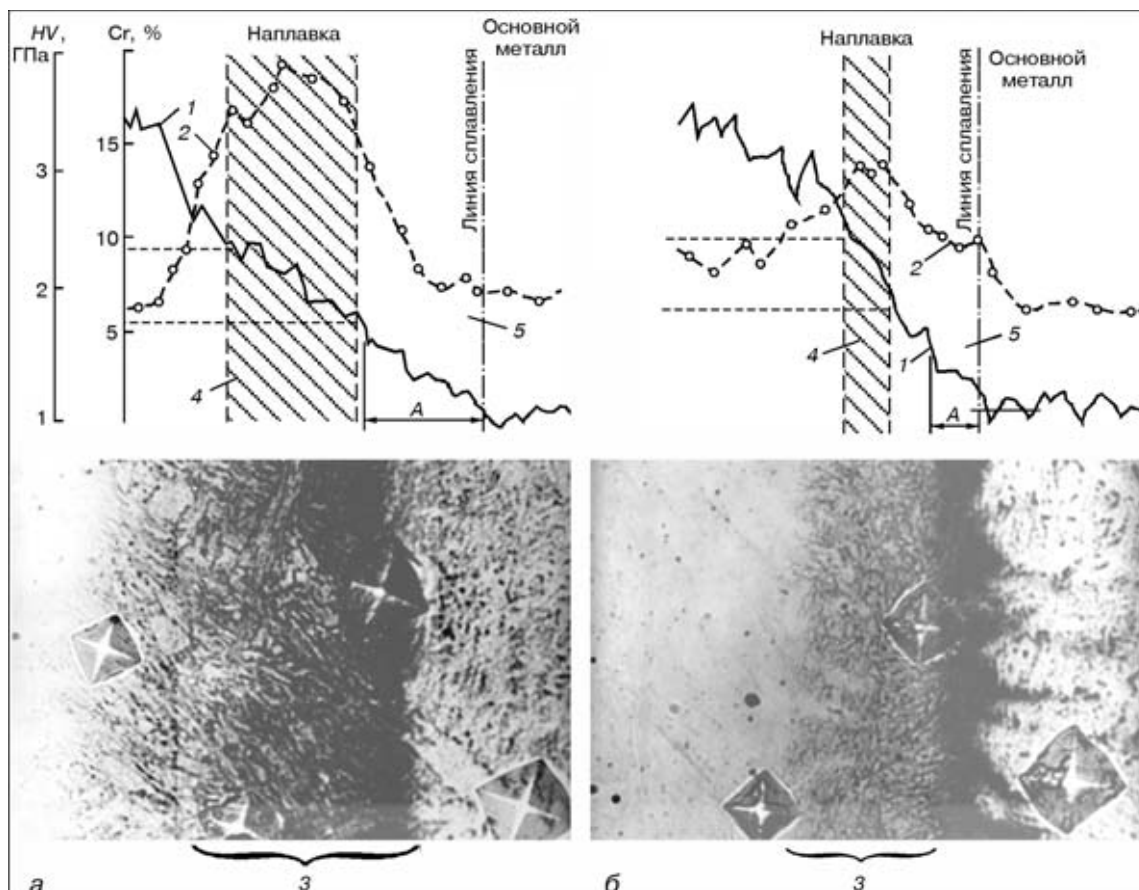 HV,
ГПа
Cr, %
Наплавка
Основной
металл
Линия сплавления
1
2
15
10
5
3
2
1
4
5
A
Наплавка
Основной
металл
Линия сплавления
2
4
1
5
A
а
3
б
3